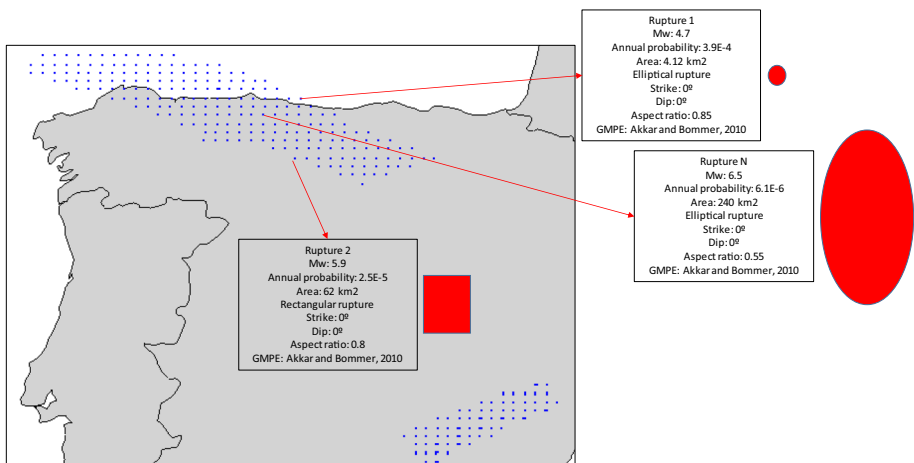 Rupture 1
Mw: 4.7
Annual probability: 3.9E-4
Area: 4.12 km2
Elliptical rupture
Strike: 0º
Dip: 0º
Aspect ratio: 0.85
GMPE: Akkar and Bommer, 2010
Rupture N
Mw: 6.5
Annual probability: 6.1E-6
Area: 240 km2
Elliptical rupture
Strike: 0º
Dip: 0º
Aspect ratio: 0.55
GMPE: Akkar and Bommer, 2010
Rupture 2
Mw: 5.9
Annual probability: 2.5E-5
Area: 62 km2
Rectangular rupture
Strike: 0º
Dip: 0º
Aspect ratio: 0.8
GMPE: Akkar and Bommer, 2010